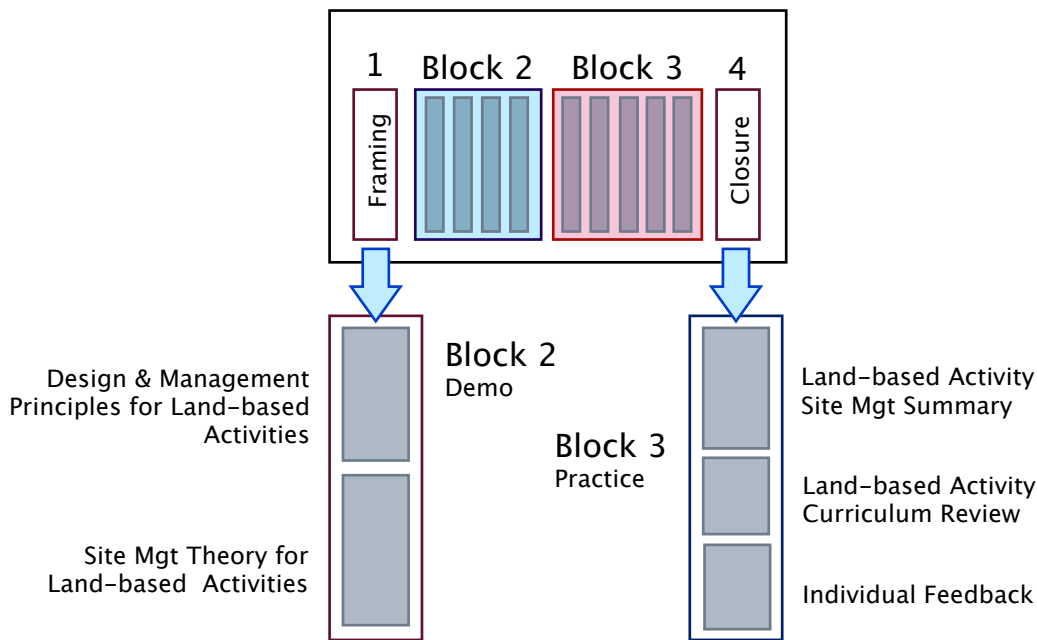 1
Block 2
Block 3
4
Framing
Closure
Block 2
Demo
Design & Management
Principles for Land-based
Activities
Block 3
Practice
Land-based Activity
Site Mgt Summary
Land-based Activity
Curriculum Review
Site Mgt Theory for
Land-based Activities
Individual Feedback